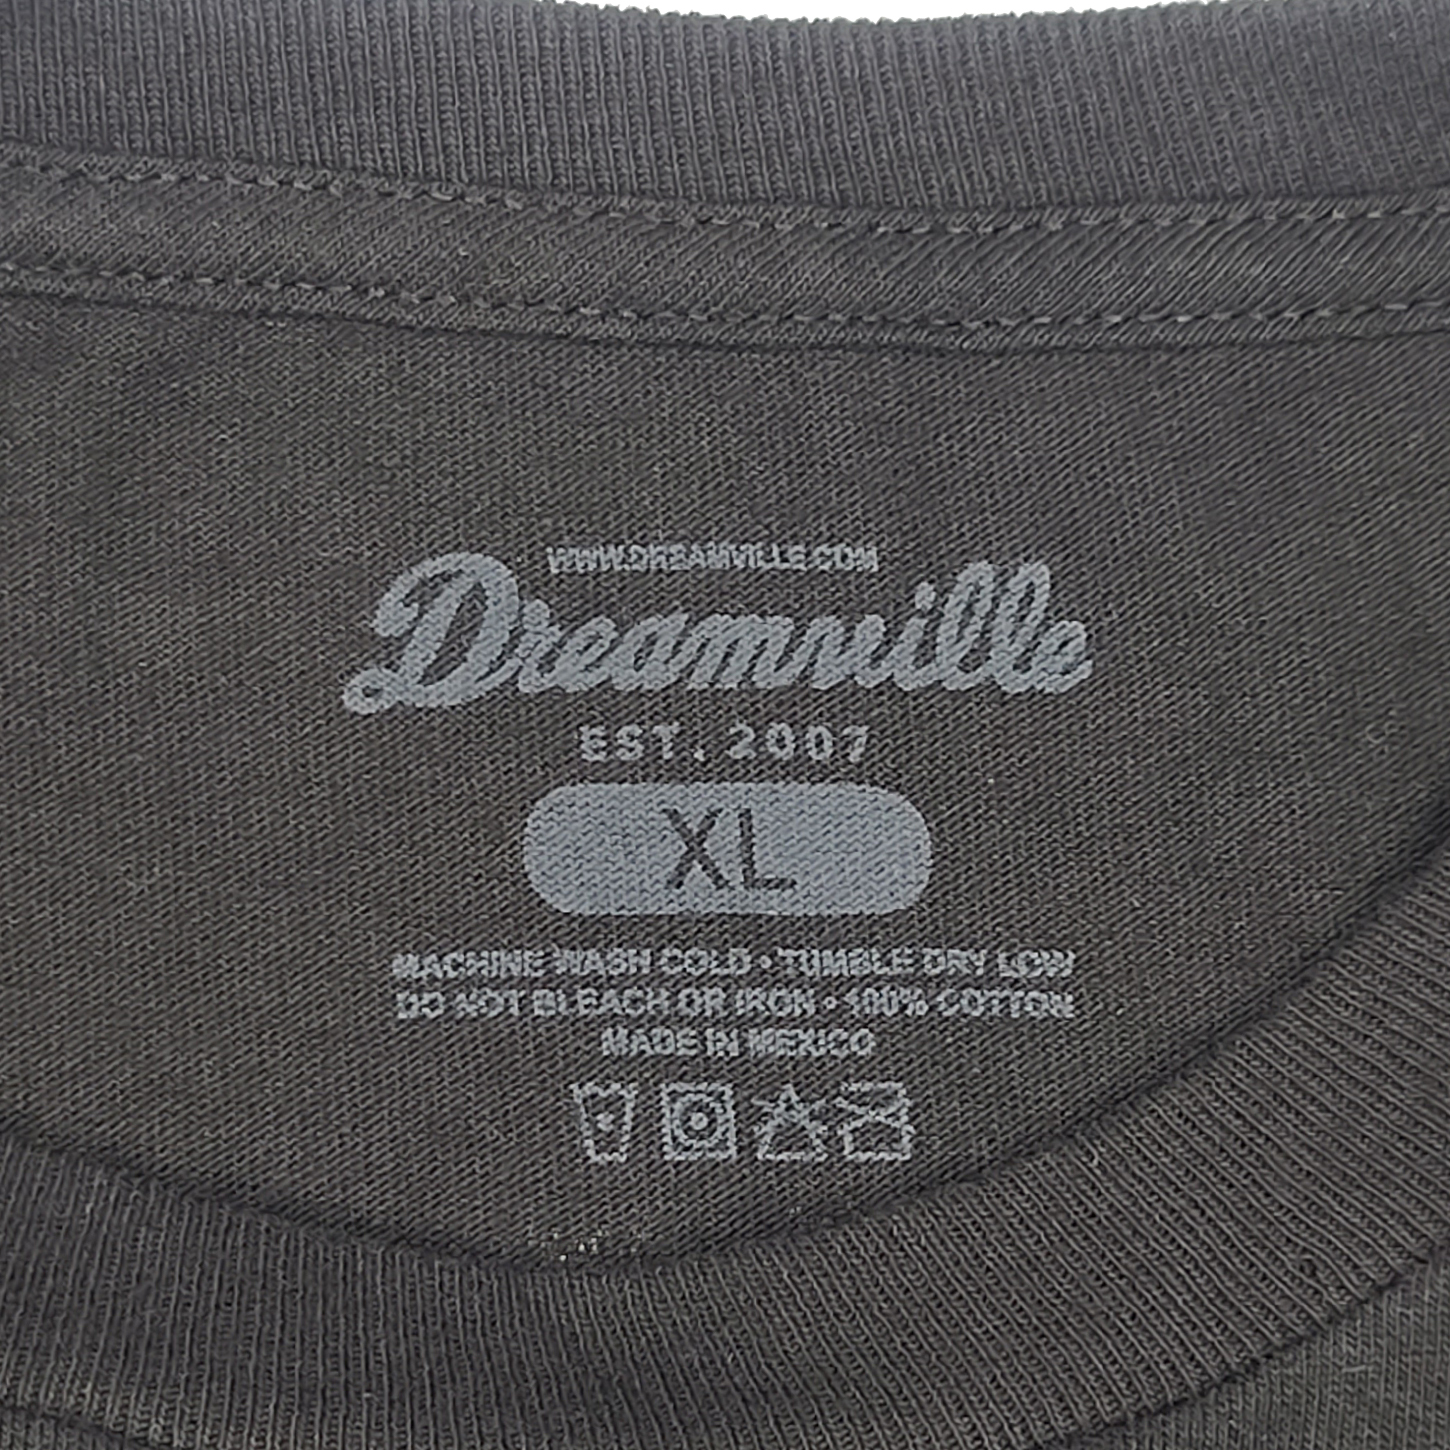 WWW.DREAMVILLE.COM
Dreamville
EST. 2007
XL
MACHINE WASH COLD • TUMBLE DRY LOW
DO NOT BLEACH OR IRON • 100% COTTON
MADE IN MEXICO